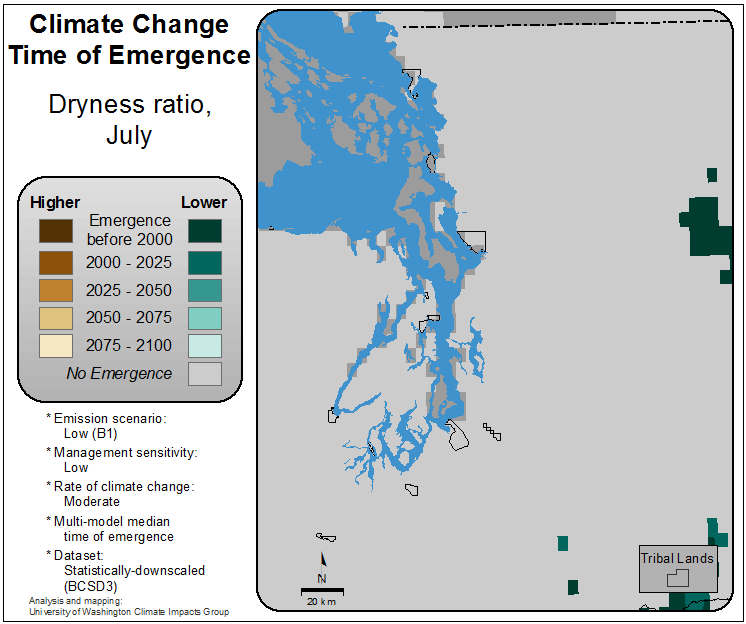 Climate Change
Time of Emergence
Dryness ratio,
July
Higher Lower
Emergence
before 2000
2000 - 2025
2025 - 2050
2050 - 2075
2075 - 2100
No Emergence
* Emission scenario:
Low (B1)
* Management sensitivity:
Low
* Rate of climate change:
Moderate
* Multi-model median
time of emergence
* Dataset:
Statistically-downscaled
(BCSD3)
Analysis and mapping:
University of Washington Climate Impacts Group
N
20 km
Tribal Lands